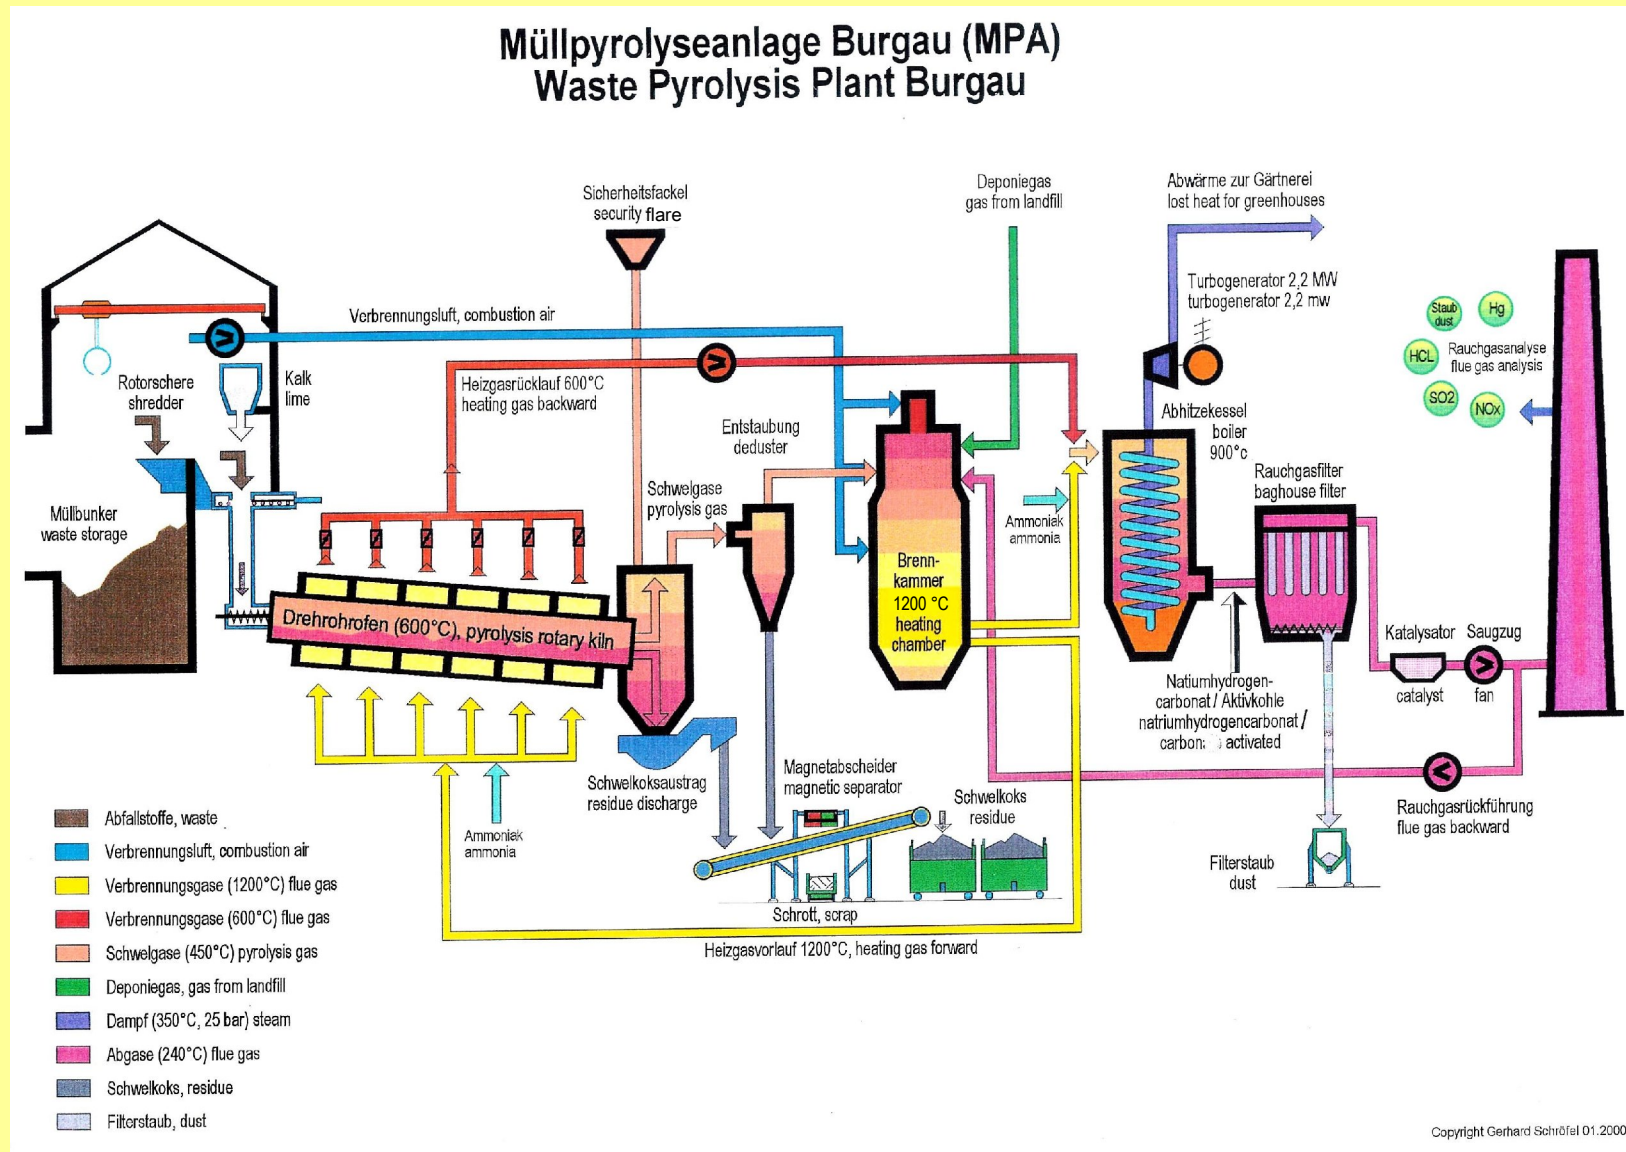 Müllpyrolyseanlage Burgau (MPA)
Waste Pyrolysis Plant Burgau
Sicherheitsfackel
security flare
Deponiegas
gas from landfill
Abwärme zur Gärtnerei
lost heat for greenhouses
Turbogenerator 2,2 MW
turbogenerator 2,2 mw
Staub
dust
Hg
HCL
Rauchgasanalyse
flue gas analysis
SO2
NOx
Verbrennungsluft, combustion air
Rotorschere
shredder
Kalk
lime
Heizgasrücklauf 600°C
heating gas backward
Entstaubung
deduster
Abhitzekessel
boiler
900°c
Rauchgasfilter
baghouse filter
Schwelgase
pyrolysis gas
Müllbunker
waste storage
Ammoniak
ammonia
Brenn-
kammer
1200 °C
heating
chamber
Drehrohrofen (600°C), pyrolysis rotary kiln
Katalysator
catalyst
Saugzug
fan
Natiumhydrogen-
carbonat / Aktivkohle
natriumhydrogencarbonat /
carbon activated
Schwelkoksaustrag
residue discharge
Magnetabscheider
magnetic separator
Schwelkoks
residue
Rauchgasrückführung
flue gas backward
Ammoniak
ammonia
Filterstaub
dust
Schrott, scrap
Heizgasvorlauf 1200°C, heating gas forward
Abfallstoffe, waste
Verbrennungsluft, combustion air
Verbrennungsgase (1200°C) flue gas
Verbrennungsgase (600°C) flue gas
Schwelgase (450°C) pyrolysis gas
Deponiegas, gas from landfill
Dampf (350°C, 25 bar) steam
Abgase (240°C) flue gas
Schwelkoks, residue
Filterstaub, dust
Copyright Gerhard Schröfel 01.2000